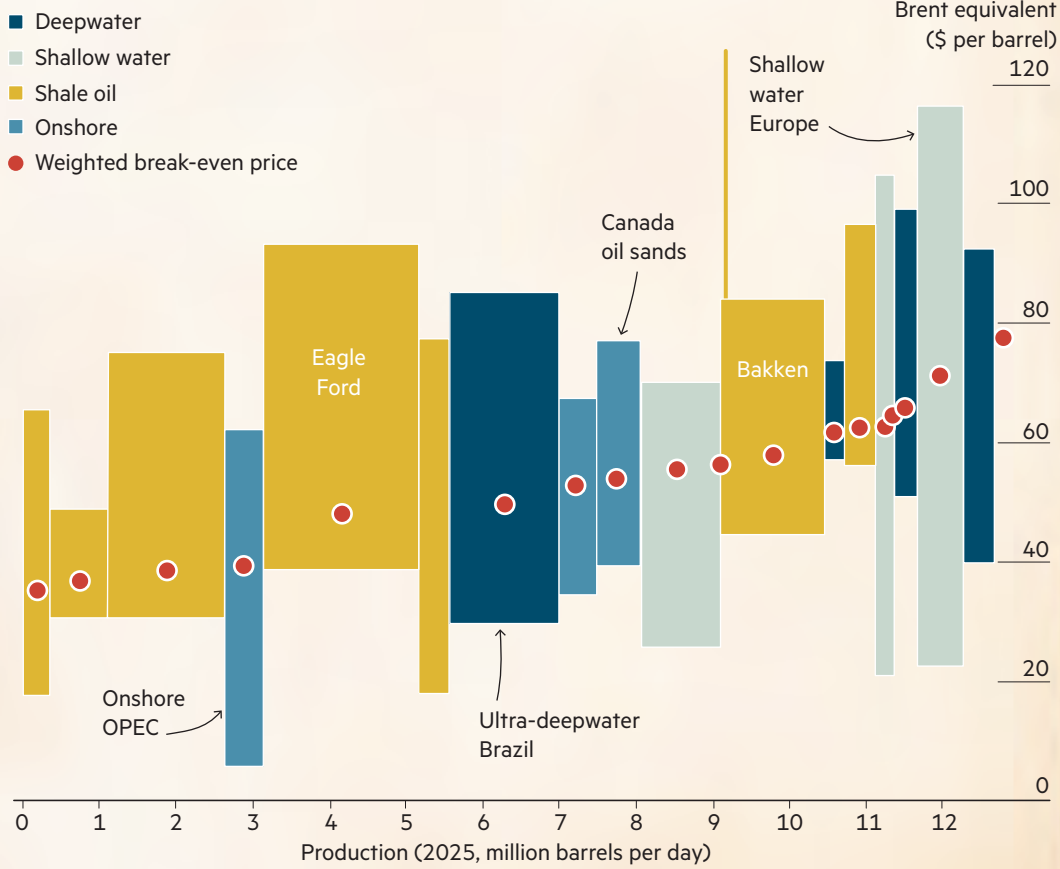 Deepwater
Shallow water
Shale oil
Onshore
Weighted break-even price
Brent equivalent
($ per barrel)
120
100
80
60
40
20
0
Shallow
water
Europe
Canada
oil sands
Eagle
Ford
Bakken
Onshore
OPEC
Ultra-deepwater
Brazil
0 1 2 3 4 5 6 7 8 9 10 11 12
Production (2025, million barrels per day)